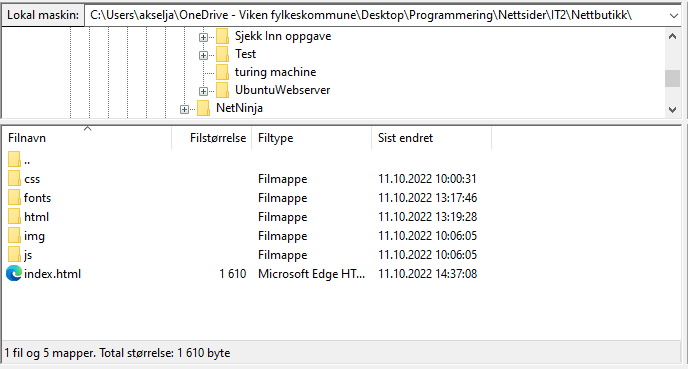 Lokal maskin: C:\Users\akselja\OneDrive - Viken fylkeskommune\Desktop\Programmering\Nettsider\IT2\Nettbutikk\
Sjekk Inn oppgave
Test
turing machine
UbuntuWebserver
NetNinja
Filnavn Filstørrelse Filtype Sist endret
..
css Filmappe 11.10.2022 10:00:31
fonts Filmappe 11.10.2022 13:17:46
html Filmappe 11.10.2022 13:19:28
img Filmappe 11.10.2022 10:06:05
js Filmappe 11.10.2022 10:06:05
index.html 1 610 Microsoft Edge HT... 11.10.2022 14:37:08
1 fil og 5 mapper. Total størrelse: 1 610 byte